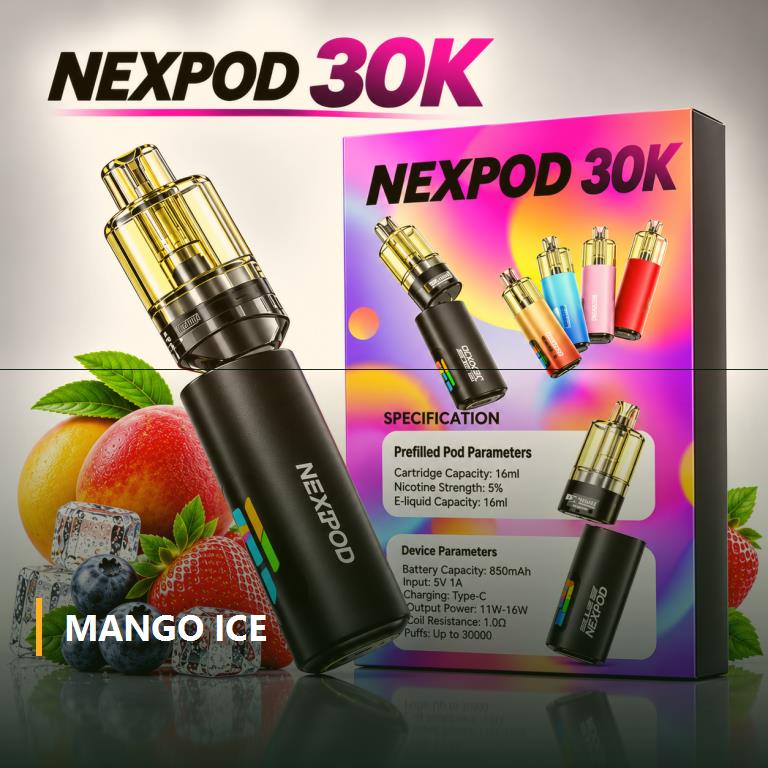 NEXPOD 30K
NEXPOD 30K
SPECIFICATION
Prefilled Pod Parameters
Cartridge Capacity: 16ml
Nicotine Strength: 5%
E-liquid Capacity: 16ml
Device Parameters
Battery Capacity: 850mAh
Input: 5V 1A
Charging: Type-C
Output Power: 11W-16W
Coil Resistance: 1.0Ω
Puffs: Up to 30000
NEXPOD
NEXPOD
MANGO ICE